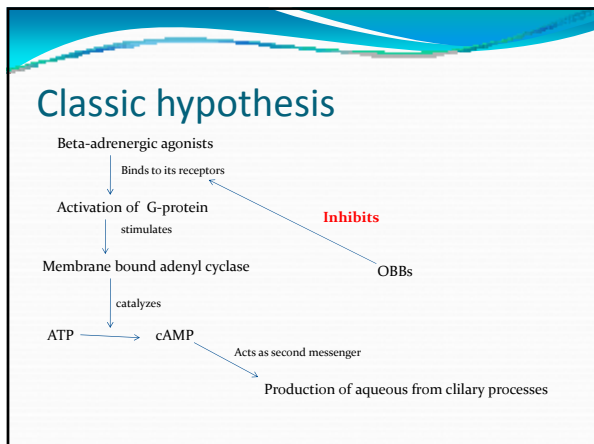 Classic hypothesis
Beta-adrenergic agonists
Binds to its receptors
Activation of G-protein
Inhibits
stimulates
Membrane bound adenyl cyclase
OBBs
catalyzes
ATP
cAMP
Acts as second messenger
Production of aqueous from clilary processes